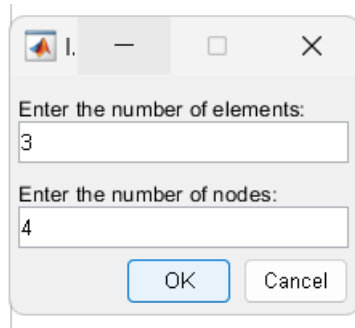 I.
Enter the number of elements:
3
Enter the number of nodes:
4
OK Cancel